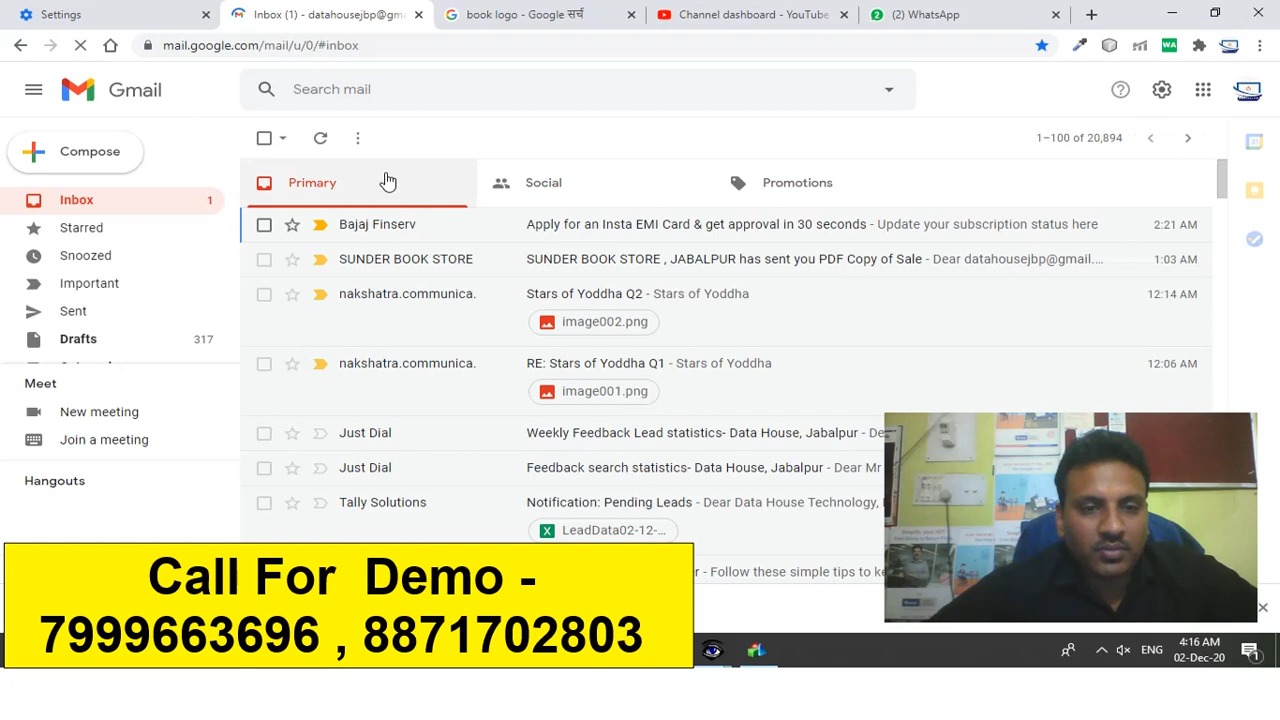 Settings
Inbox (1) - datahousejbp@gm
book logo - Google सर्च
Channel dashboard - YouTube
(2) WhatsApp
mail.google.com/mail/u/0/#inbox
WA
Gmail
Search mail
Compose
1–100 of 20,894
Primary
Social
Promotions
Inbox 1
Starred
Snoozed
Important
Sent
Drafts 317
Meet
New meeting
Join a meeting
Hangouts
Bajaj Finserv Apply for an Insta EMI Card & get approval in 30 seconds - Update your subscription status here 2:21 AM
SUNDER BOOK STORE SUNDER BOOK STORE , JABALPUR has sent you PDF Copy of Sale - Dear datahousejbp@gmail.... 1:03 AM
nakshatra.communica. Stars of Yoddha Q2 - Stars of Yoddha 12:14 AM
image002.png
nakshatra.communica. RE: Stars of Yoddha Q1 - Stars of Yoddha 12:06 AM
image001.png
Just Dial Weekly Feedback Lead statistics- Data House, Jabalpur - De
Just Dial Feedback search statistics- Data House, Jabalpur - Dear Mr
Tally Solutions Notification: Pending Leads - Dear Data House Technology,
LeadData02-12-...
er - Follow these simple tips to ke
Call For Demo -
7999663696 , 8871702803
ENG
4:16 AM
02-Dec-20
1